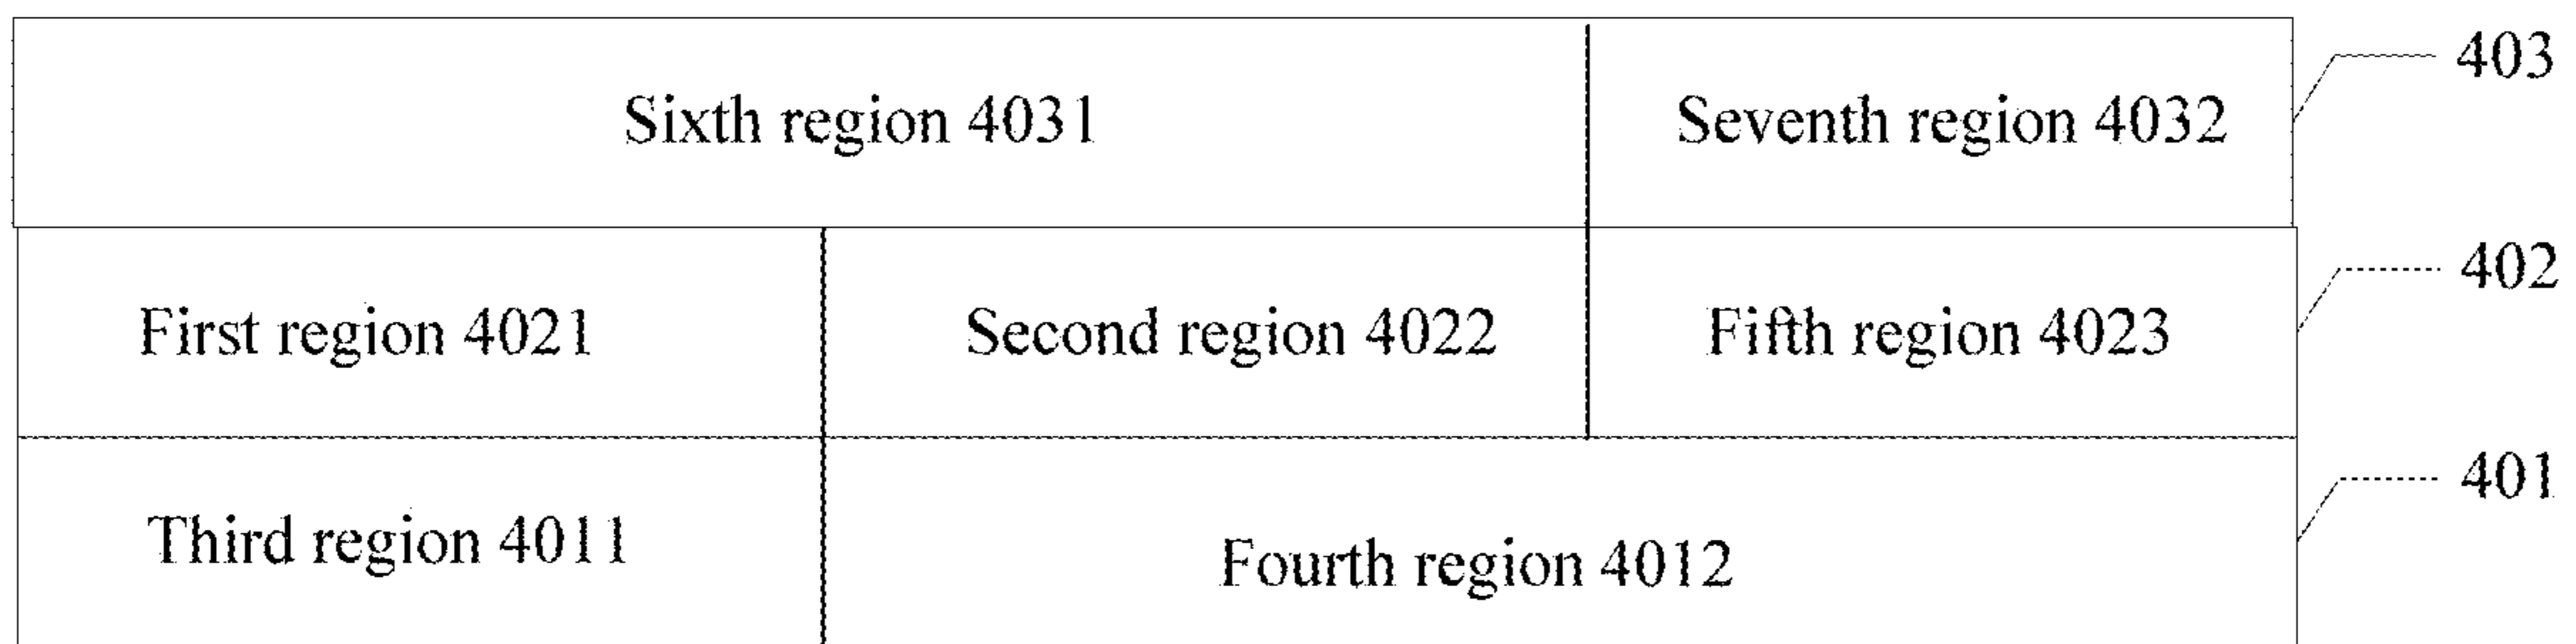 Sixth region 4031
Seventh region 4032
403
First region 4021
Second region 4022
Fifth region 4023
402
Third region 4011
Fourth region 4012
401